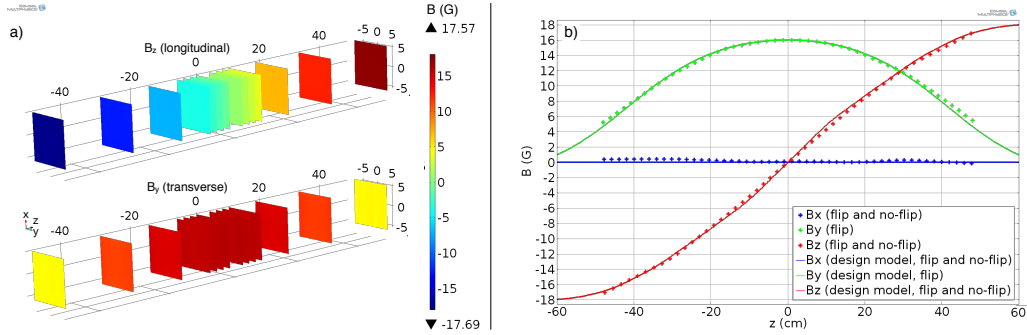 COMSOL
MULTIPHYSICS
a)
Bz (longitudinal)
-40
-20
0
20
40
-5 0 5
5
0
-5
By (transverse)
-40
-20
0
20
40
-5 0 5
5
0
-5
x
z
y
B (G)
▲ 17.57
15
10
5
0
-5
-10
-15
▼ -17.69
COMSOL
MULTIPHYSICS
b)
B (G)
18
16
14
12
10
8
6
4
2
0
-2
-4
-6
-8
-10
-12
-14
-16
-18
Bx (flip and no-flip)
By (flip)
Bz (flip and no-flip)
Bx (design model, flip and no-flip)
By (design model, flip)
Bz (design model, flip and no-flip)
-60 -40 -20 0 20 40 60
z (cm)